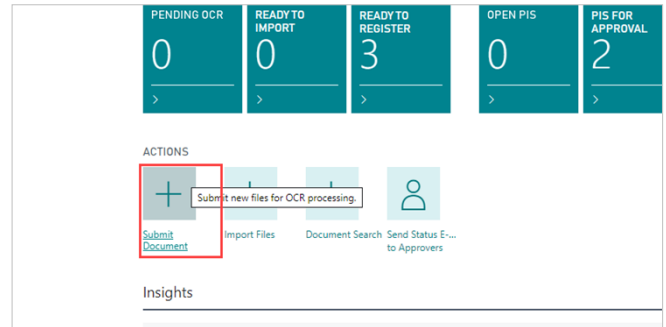 PENDING OCR
READY TO
IMPORT
READY TO
REGISTER
OPEN PIS
PIS FOR
APPROVAL
0
0
3
0
2
ACTIONS
Submit new files for OCR processing.
Submit
Document
Import Files
Document Search
Send Status E-...
to Approvers
Insights